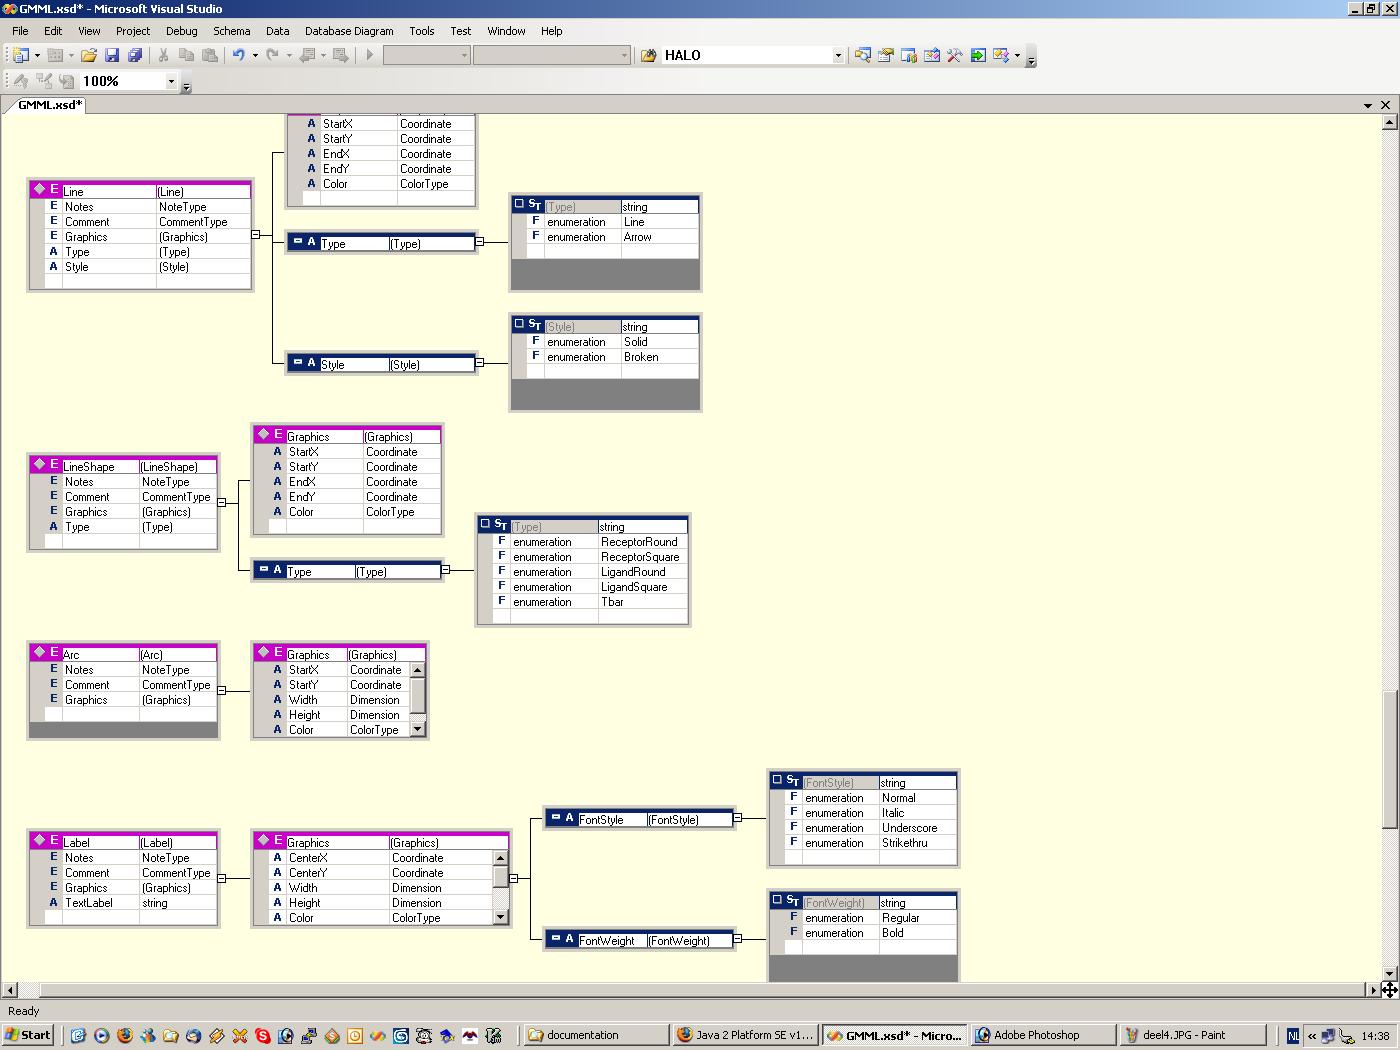 GMML.xsd* - Microsoft Visual Studio
File Edit View Project Debug Schema Data Database Diagram Tools Test Window Help
HALO
100%
GMML.xsd*
A StartX Coordinate
A StartY Coordinate
A EndX Coordinate
A EndY Coordinate
A Color ColorType
E Line (Line)
E Notes NoteType
E Comment CommentType
E Graphics (Graphics)
A Type (Type)
A Style (Style)
A Type (Type)
ST (Type) string
F enumeration Line
F enumeration Arrow
A Style (Style)
ST (Style) string
F enumeration Solid
F enumeration Broken
E LineShape (LineShape)
E Notes NoteType
E Comment CommentType
E Graphics (Graphics)
A Type (Type)
E Graphics (Graphics)
A StartX Coordinate
A StartY Coordinate
A EndX Coordinate
A EndY Coordinate
A Color ColorType
A Type (Type)
ST (Type) string
F enumeration ReceptorRound
F enumeration ReceptorSquare
F enumeration LigandRound
F enumeration LigandSquare
F enumeration Tbar
E Arc (Arc)
E Notes NoteType
E Comment CommentType
E Graphics (Graphics)
E Graphics (Graphics)
A StartX Coordinate
A StartY Coordinate
A Width Dimension
A Height Dimension
A Color ColorType
E Label (Label)
E Notes NoteType
E Comment CommentType
E Graphics (Graphics)
A TextLabel string
E Graphics (Graphics)
A CenterX Coordinate
A CenterY Coordinate
A Width Dimension
A Height Dimension
A Color ColorType
A FontStyle (FontStyle)
ST (FontStyle) string
F enumeration Normal
F enumeration Italic
F enumeration Underscore
F enumeration Strikethru
A FontWeight (FontWeight)
ST (FontWeight) string
F enumeration Regular
F enumeration Bold
Ready
Start documentation Java 2 Platform SE v1... GMML.xsd* - Micro... Adobe Photoshop deel4.JPG - Paint NL « 14:38